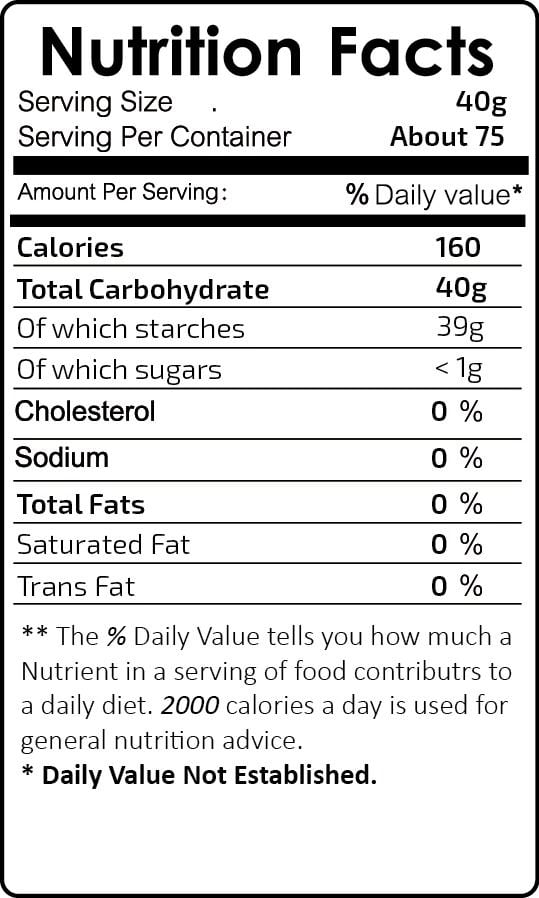 Nutrition Facts
Serving Size . 40g
Serving Per Container About 75
Amount Per Serving: % Daily value*
Calories 160
Total Carbohydrate 40g
Of which starches 39g
Of which sugars < 1g
Cholesterol 0 %
Sodium 0 %
Total Fats 0 %
Saturated Fat 0 %
Trans Fat 0 %
** The % Daily Value tells you how much a
Nutrient in a serving of food contributrs to
a daily diet. 2000 calories a day is used for
general nutrition advice.
* Daily Value Not Established.